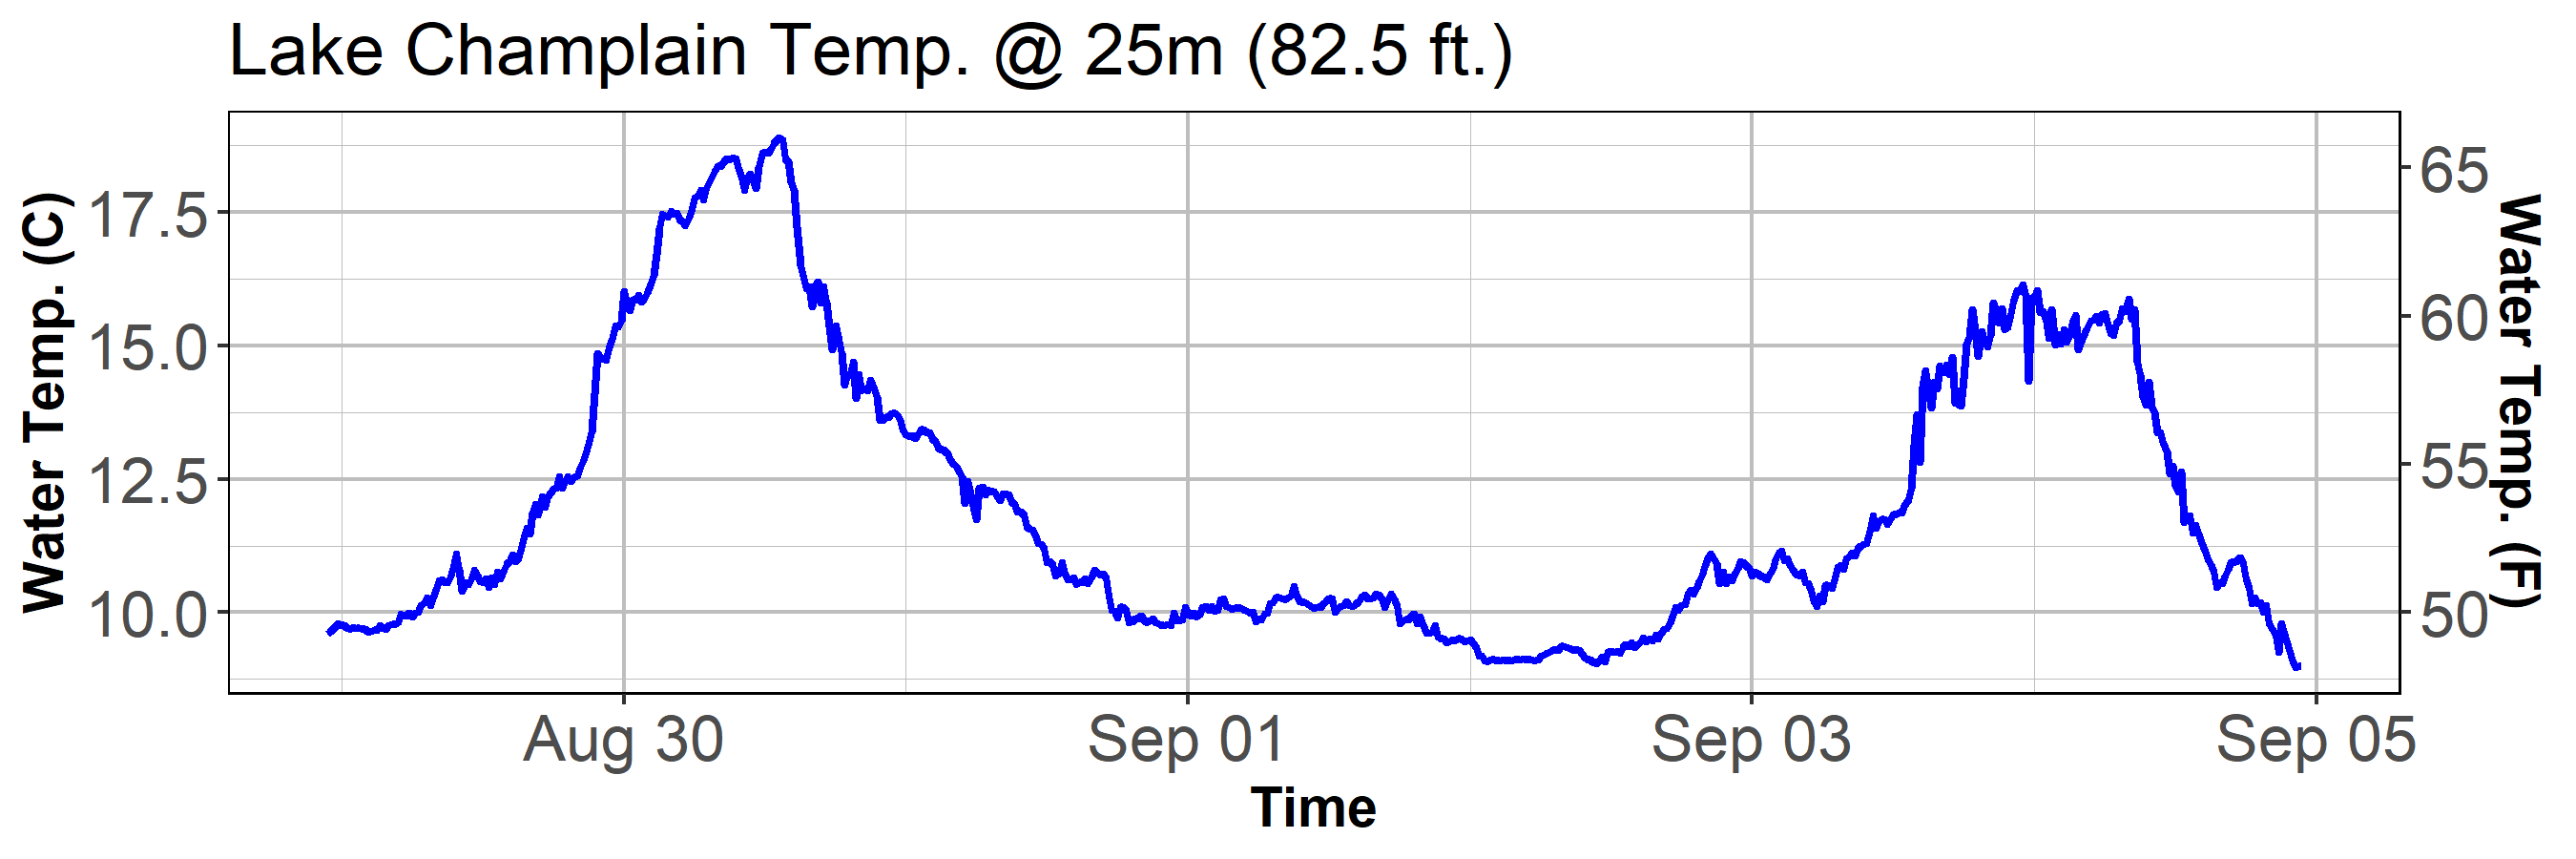 Lake Champlain Temp. @ 25m (82.5 ft.)
Water Temp. (C)
17.5
15.0
12.5
10.0
65
60
55
50
Water Temp. (F)
Aug 30
Sep 01
Sep 03
Sep 05
Time